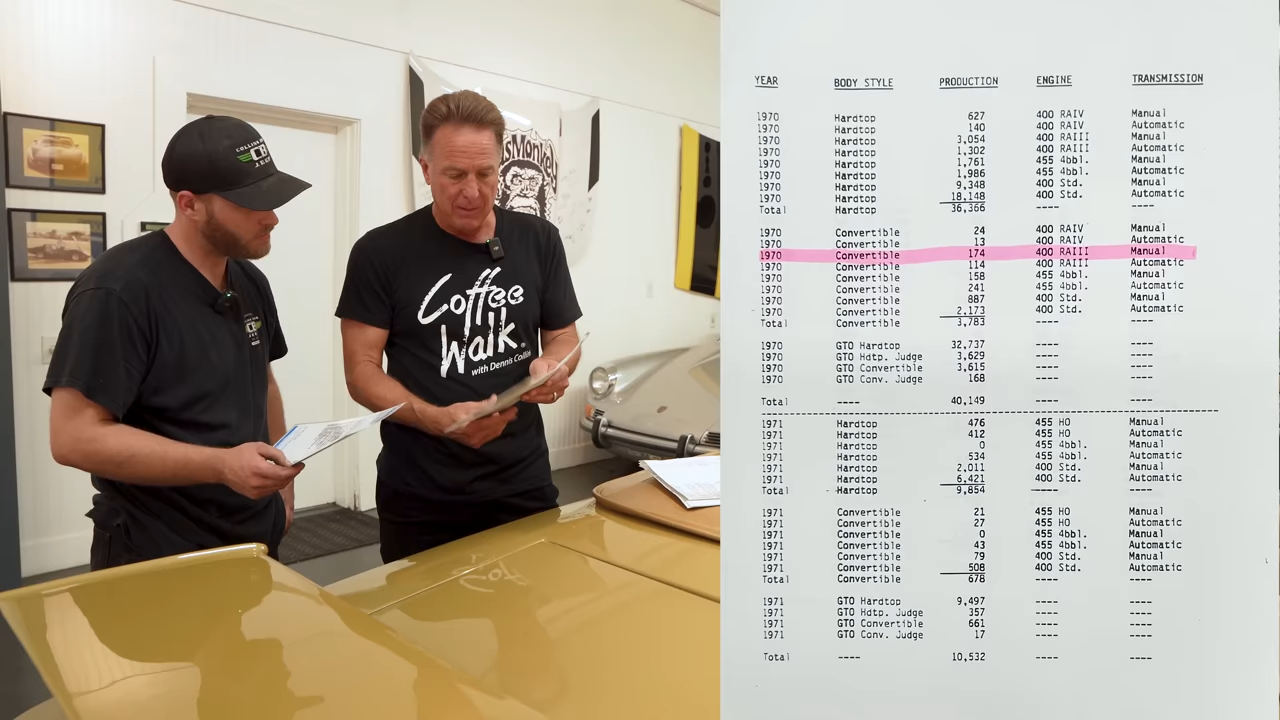 COLLINS
CB
sMonkey
Coffee
Walk
with Dennis Collins
YEAR BODY STYLE PRODUCTION ENGINE TRANSMISSION
1970 Hardtop 627 400 RAIV Manual
1970 Hardtop 140 400 RAIV Automatic
1970 Hardtop 3,054 400 RAIII Manual
1970 Hardtop 1,302 400 RAIII Automatic
1970 Hardtop 1,761 455 4bbl. Manual
1970 Hardtop 1,986 455 4bbl. Automatic
1970 Hardtop 9,348 400 Std. Manual
1970 Hardtop 18,148 400 Std. Automatic
Total Hardtop 36,366 ---- ----
1970 Convertible 24 400 RAIV Manual
1970 Convertible 13 400 RAIV Automatic
1970 Convertible 174 400 RAIII Manual
1970 Convertible 114 400 RAIII Automatic
1970 Convertible 158 455 4bbl. Manual
1970 Convertible 241 455 4bbl. Automatic
1970 Convertible 887 400 Std. Manual
1970 Convertible 2,173 400 Std. Automatic
Total Convertible 3,783 ---- ----
1970 GTO Hardtop 32,737 ---- ----
1970 GTO Hdtp. Judge 3,629 ---- ----
1970 GTO Convertible 3,615 ---- ----
1970 GTO Conv. Judge 168 ---- ----
Total ---- 40,149 ---- ----
1971 Hardtop 476 455 HO Manual
1971 Hardtop 412 455 HO Automatic
1971 Hardtop 0 455 4bbl. Manual
1971 Hardtop 534 455 4bbl. Automatic
1971 Hardtop 2,011 400 Std. Manual
1971 Hardtop 6,421 400 Std. Automatic
Total Hardtop 9,854 ---- ----
1971 Convertible 21 455 HO Manual
1971 Convertible 27 455 HO Automatic
1971 Convertible 0 455 4bbl. Manual
1971 Convertible 43 455 4bbl. Automatic
1971 Convertible 79 400 Std. Manual
1971 Convertible 508 400 Std. Automatic
Total Convertible 678 ---- ----
1971 GTO Hardtop 9,497 ---- ----
1971 GTO Hdtp. Judge 357 ---- ----
1971 GTO Convertible 661 ---- ----
1971 GTO Conv. Judge 17 ---- ----
Total ---- 10,532 ---- ----